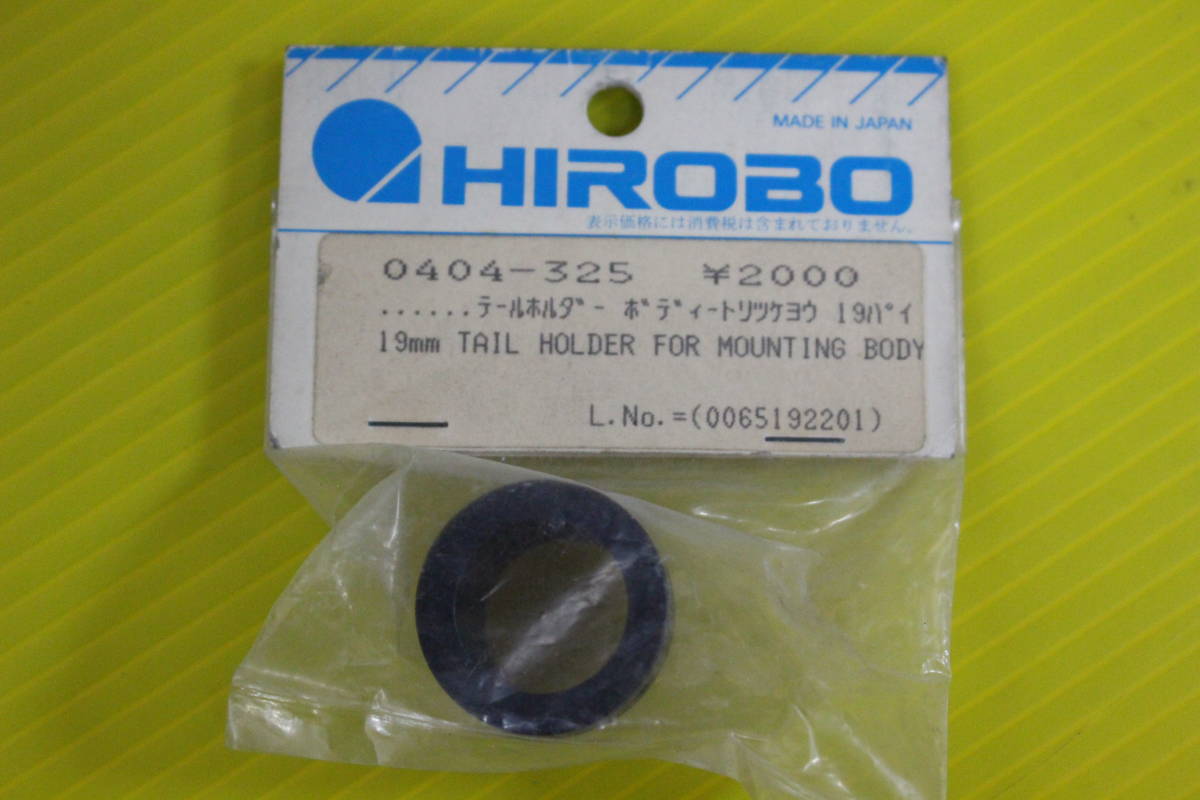 MADE IN JAPAN
HIROBO
表示価格には消費税は含まれておりません。
0404-325 ¥2000
......テールホルダー ボディートリツケヨウ 19パイ
19mm TAIL HOLDER FOR MOUNTING BODY
L.No.=(0065192201)